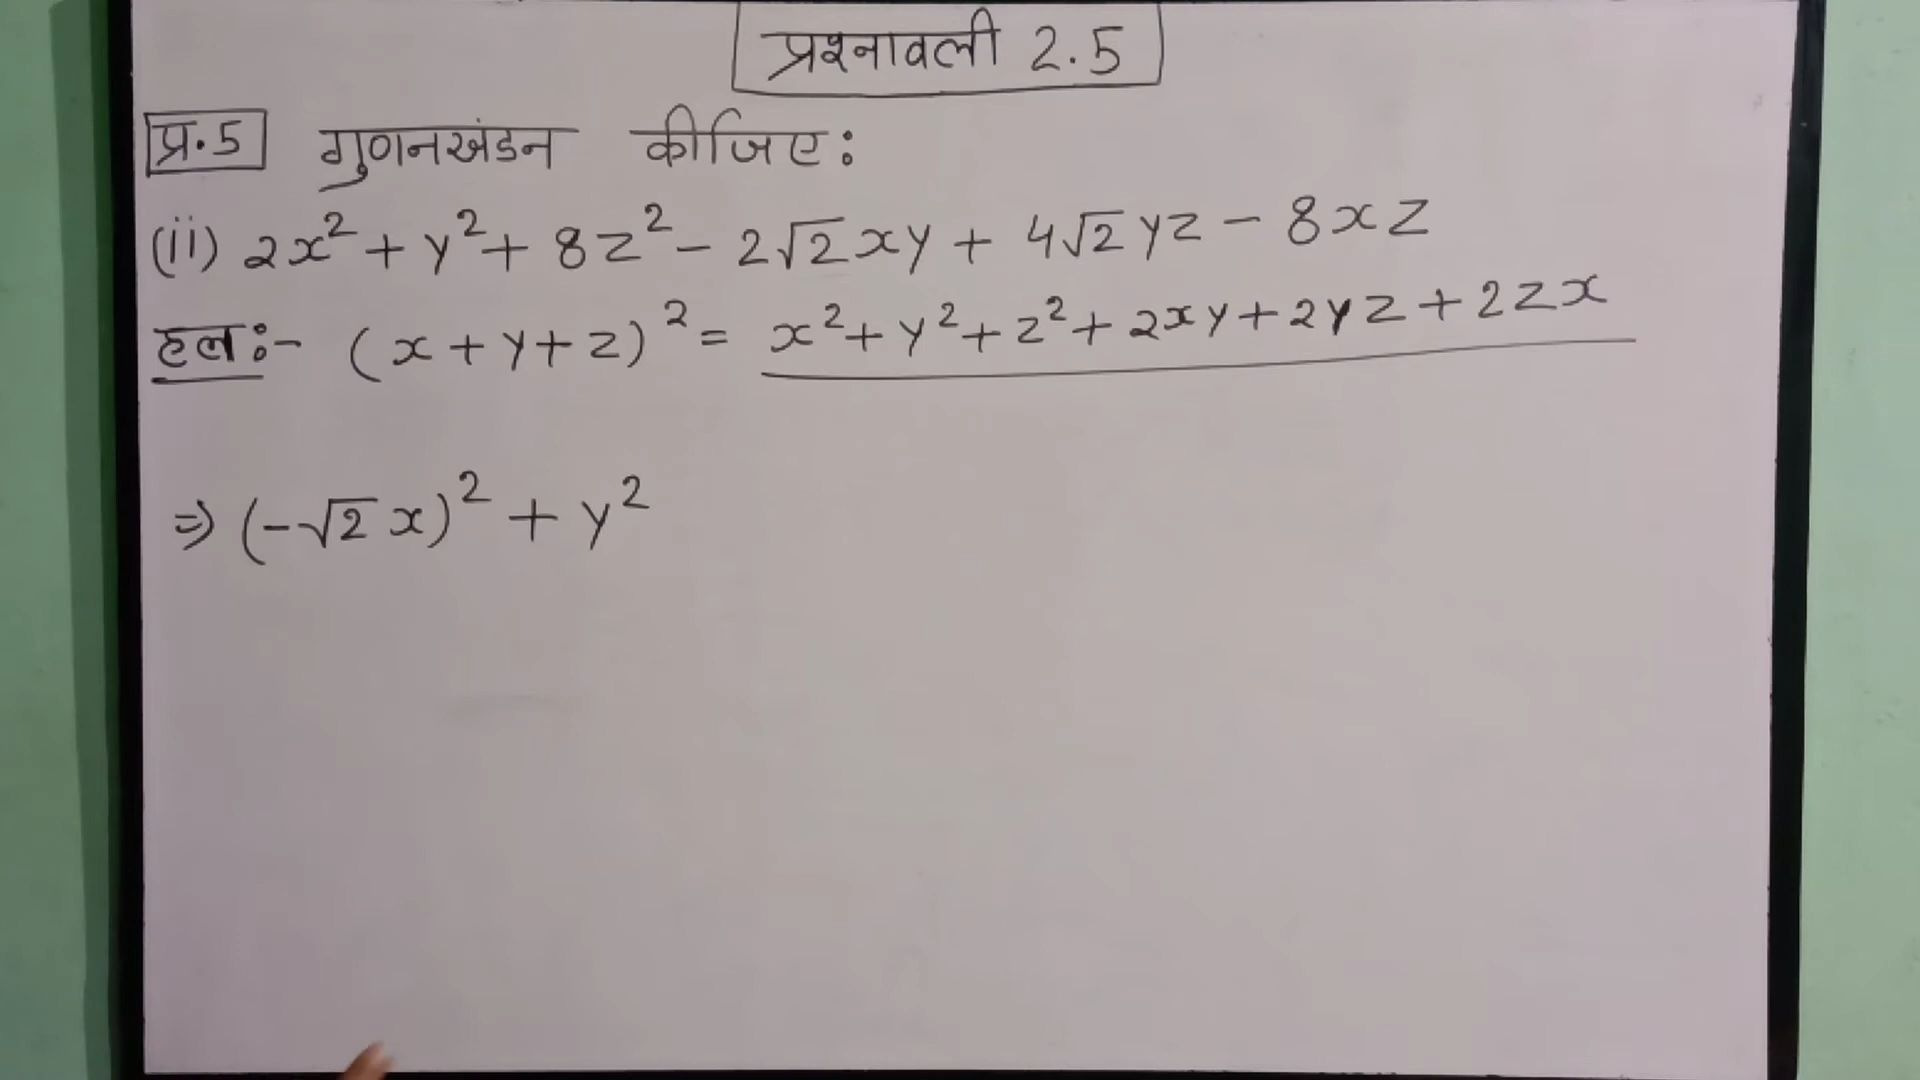 प्रश्नावली 2.5
प्र.5 गुणनखंडन कीजिए:
(ii) 2x² + y² + 8z² - 2√2xy + 4√2yz - 8xz
हल:- (x + y + z)² = x² + y² + z² + 2xy + 2yz + 2zx
⇒ (-√2x)² + y²